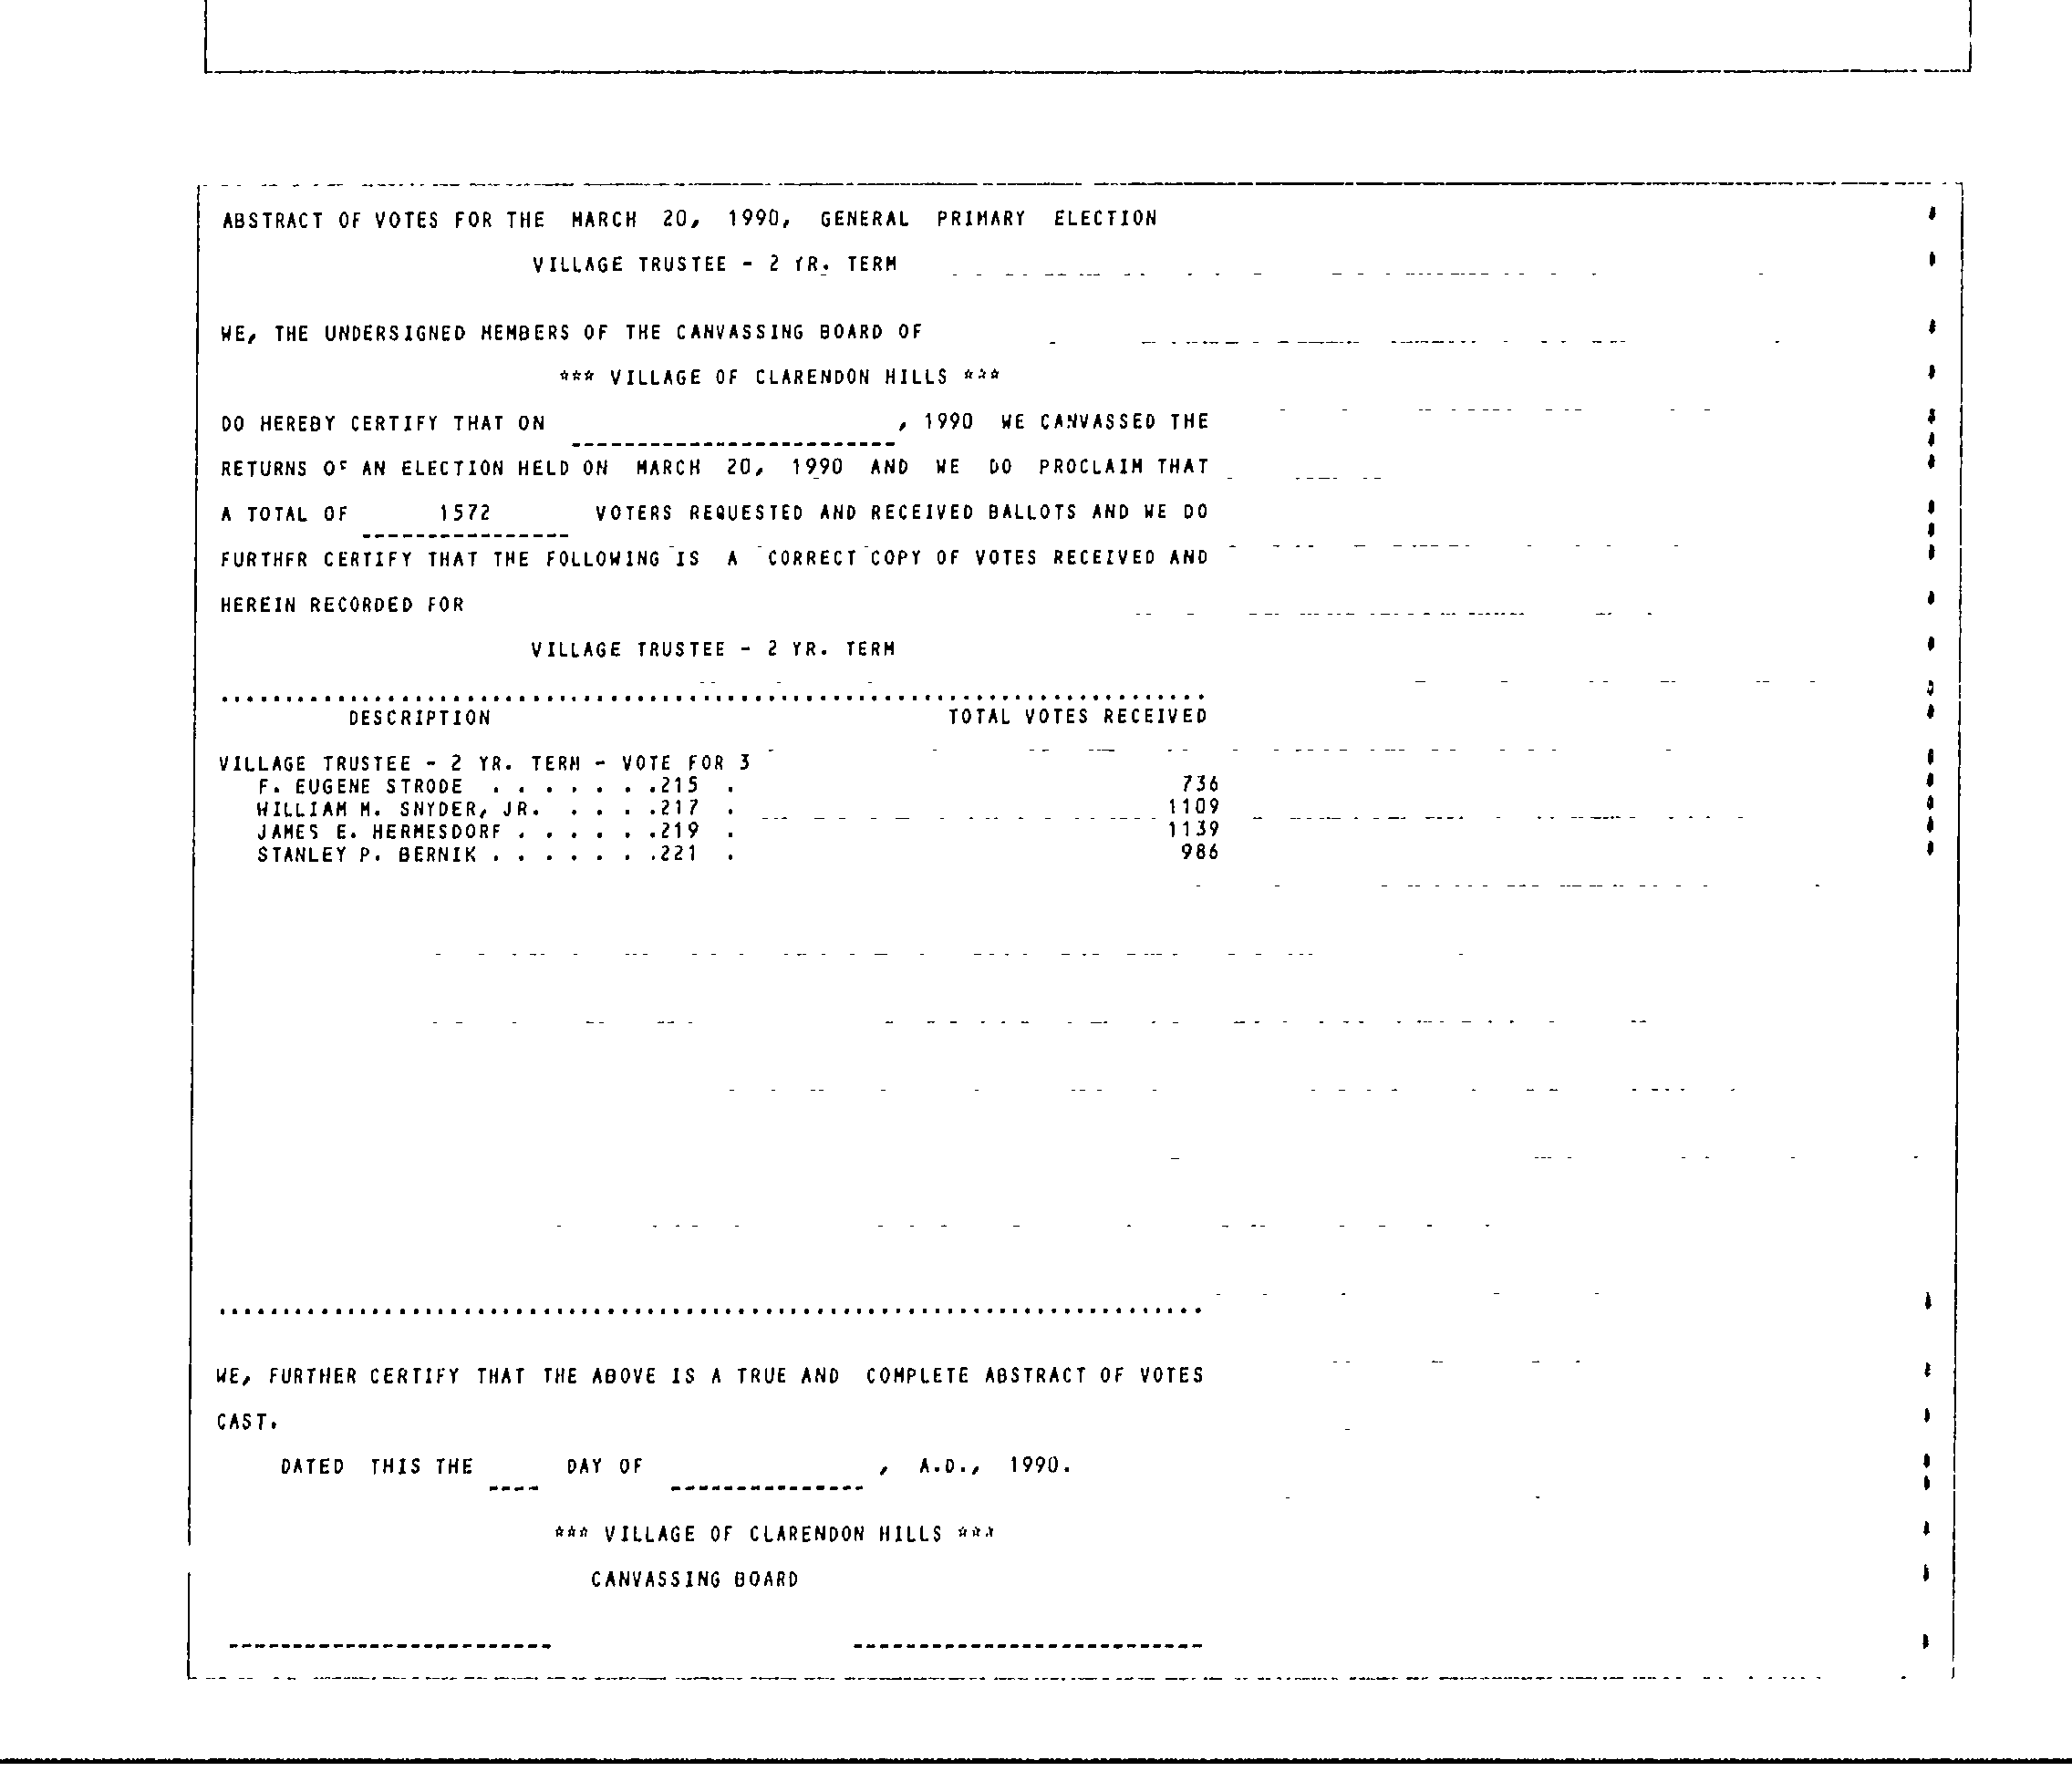 ABSTRACT OF VOTES FOR THE MARCH 20, 1990, GENERAL PRIMARY ELECTION
VILLAGE TRUSTEE - 2 YR. TERM
WE, THE UNDERSIGNED MEMBERS OF THE CANVASSING BOARD OF
*** VILLAGE OF CLARENDON HILLS ***
DO HEREBY CERTIFY THAT ON _________________________, 1990 WE CANVASSED THE
RETURNS OF AN ELECTION HELD ON MARCH 20, 1990 AND WE DO PROCLAIM THAT
A TOTAL OF 1572 VOTERS REQUESTED AND RECEIVED BALLOTS AND WE DO
FURTHER CERTIFY THAT THE FOLLOWING IS A CORRECT COPY OF VOTES RECEIVED AND
HEREIN RECORDED FOR
VILLAGE TRUSTEE - 2 YR. TERM
DESCRIPTION TOTAL VOTES RECEIVED
VILLAGE TRUSTEE - 2 YR. TERM - VOTE FOR 3
F. EUGENE STRODE . . . . . . .215 . 736
WILLIAM M. SNYDER, JR. . . . .217 . 1109
JAMES E. HERMESDORF . . . . . .219 . 1139
STANLEY P. BERNIK . . . . . . .221 . 986
WE, FURTHER CERTIFY THAT THE ABOVE IS A TRUE AND COMPLETE ABSTRACT OF VOTES
CAST.
DATED THIS THE ____ DAY OF _______________, A.D., 1990.
*** VILLAGE OF CLARENDON HILLS ***
CANVASSING BOARD